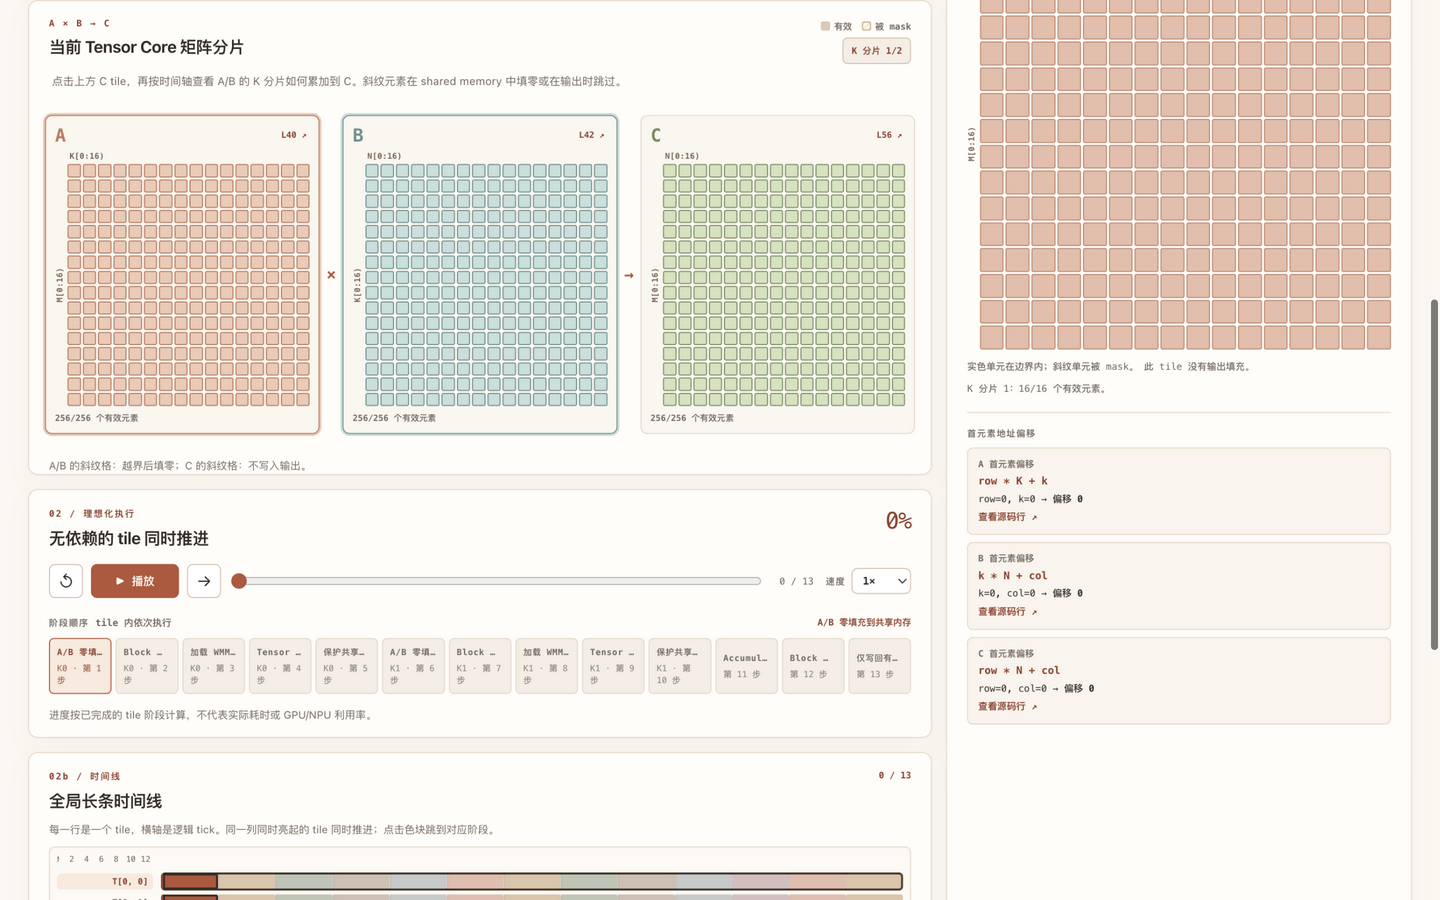 A × B → C
当前 Tensor Core 矩阵分片
有效
被 mask
K 分片 1/2
点击上方 C tile，再按时间轴查看 A/B 的 K 分片如何累加到 C。斜纹元素在 shared memory 中填零或在输出时跳过。
A
L40 ↗
K[0:16)
M[0:16)
256/256 个有效元素
×
B
L42 ↗
N[0:16)
K[0:16)
256/256 个有效元素
→
C
L56 ↗
N[0:16)
M[0:16)
256/256 个有效元素
A/B 的斜纹格：越界后填零；C 的斜纹格：不写入输出。
02 / 理想化执行
无依赖的 tile 同时推进
0%
播放
0 / 13
速度
1×
阶段顺序 tile 内依次执行
A/B 零填充到共享内存
A/B 零填…
K0 · 第 1 步
Block …
K0 · 第 2 步
加载 WMM…
K0 · 第 3 步
Tensor …
K0 · 第 4 步
保护共享…
K0 · 第 5 步
A/B 零填…
K1 · 第 6 步
Block …
K1 · 第 7 步
加载 WMM…
K1 · 第 8 步
Tensor …
K1 · 第 9 步
保护共享…
K1 · 第 10 步
Accumul…
第 11 步
Block …
第 12 步
仅写回有…
第 13 步
进度按已完成的 tile 阶段计算，不代表实际耗时或 GPU/NPU 利用率。
02b / 时间线
0 / 13
全局长条时间线
每一行是一个 tile，横轴是逻辑 tick。同一列同时亮起的 tile 同时推进；点击色块跳到对应阶段。
2 4 6 8 10 12
T[0, 0]
M[0:16)
实色单元在边界内；斜纹单元被 mask。 此 tile 没有输出填充。
K 分片 1：16/16 个有效元素。
首元素地址偏移
A 首元素偏移
row * K + k
row=0, k=0 → 偏移 0
查看源码行 ↗
B 首元素偏移
k * N + col
k=0, col=0 → 偏移 0
查看源码行 ↗
C 首元素偏移
row * N + col
row=0, col=0 → 偏移 0
查看源码行 ↗